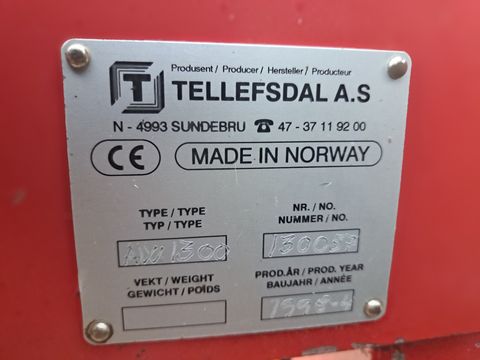 Produsent / Producer / Hersteller / Producteur
T TELLEFSDAL A.S
N - 4993 SUNDEBRU ☎ 47 - 37 11 92 00
CE MADE IN NORWAY
TYPE / TYPE
TYP / TYPE
1300
NR. / NO.
NUMMER / NO.
VEKT / WEIGHT
GEWICHT / POIDS
PROD.ÅR / PROD. YEAR
BAUJAHR / ANNÉE